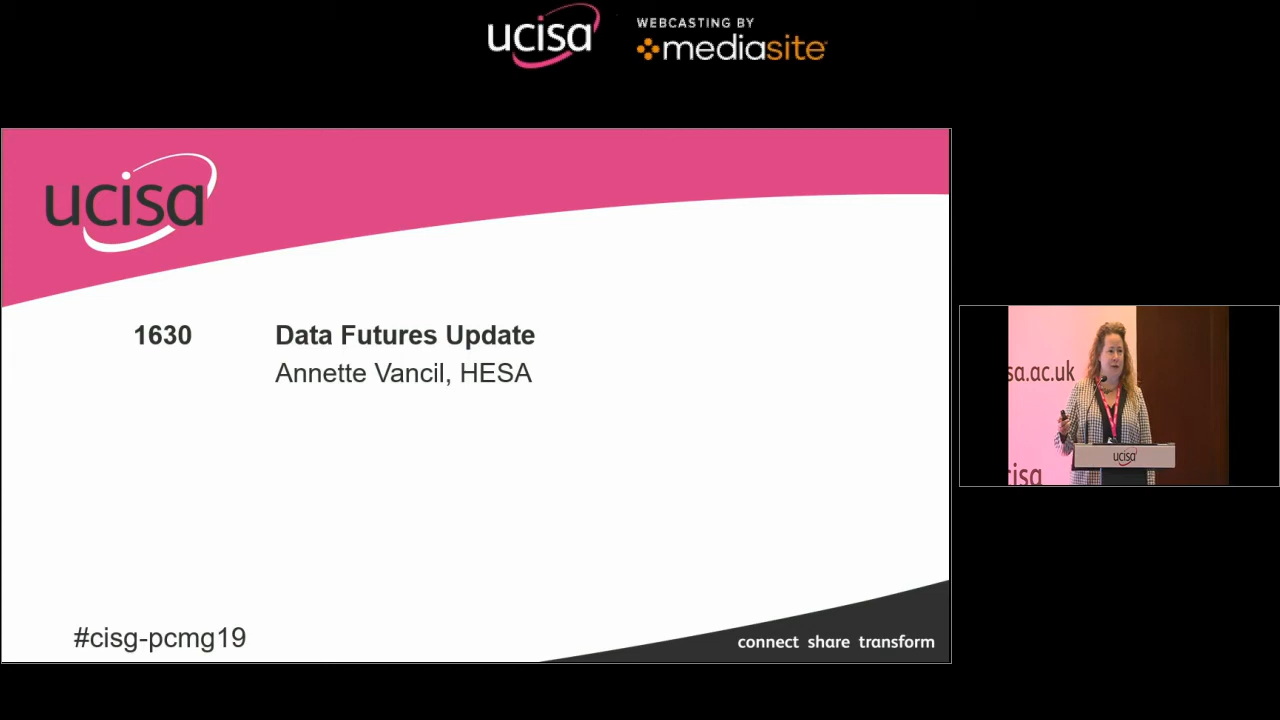 ucisa
WEBCASTING BY
mediasite
ucisa
1630 Data Futures Update
Annette Vancil, HESA
#cisg-pcmg19
connect share transform
sa.ac.uk
ucisa
cisa